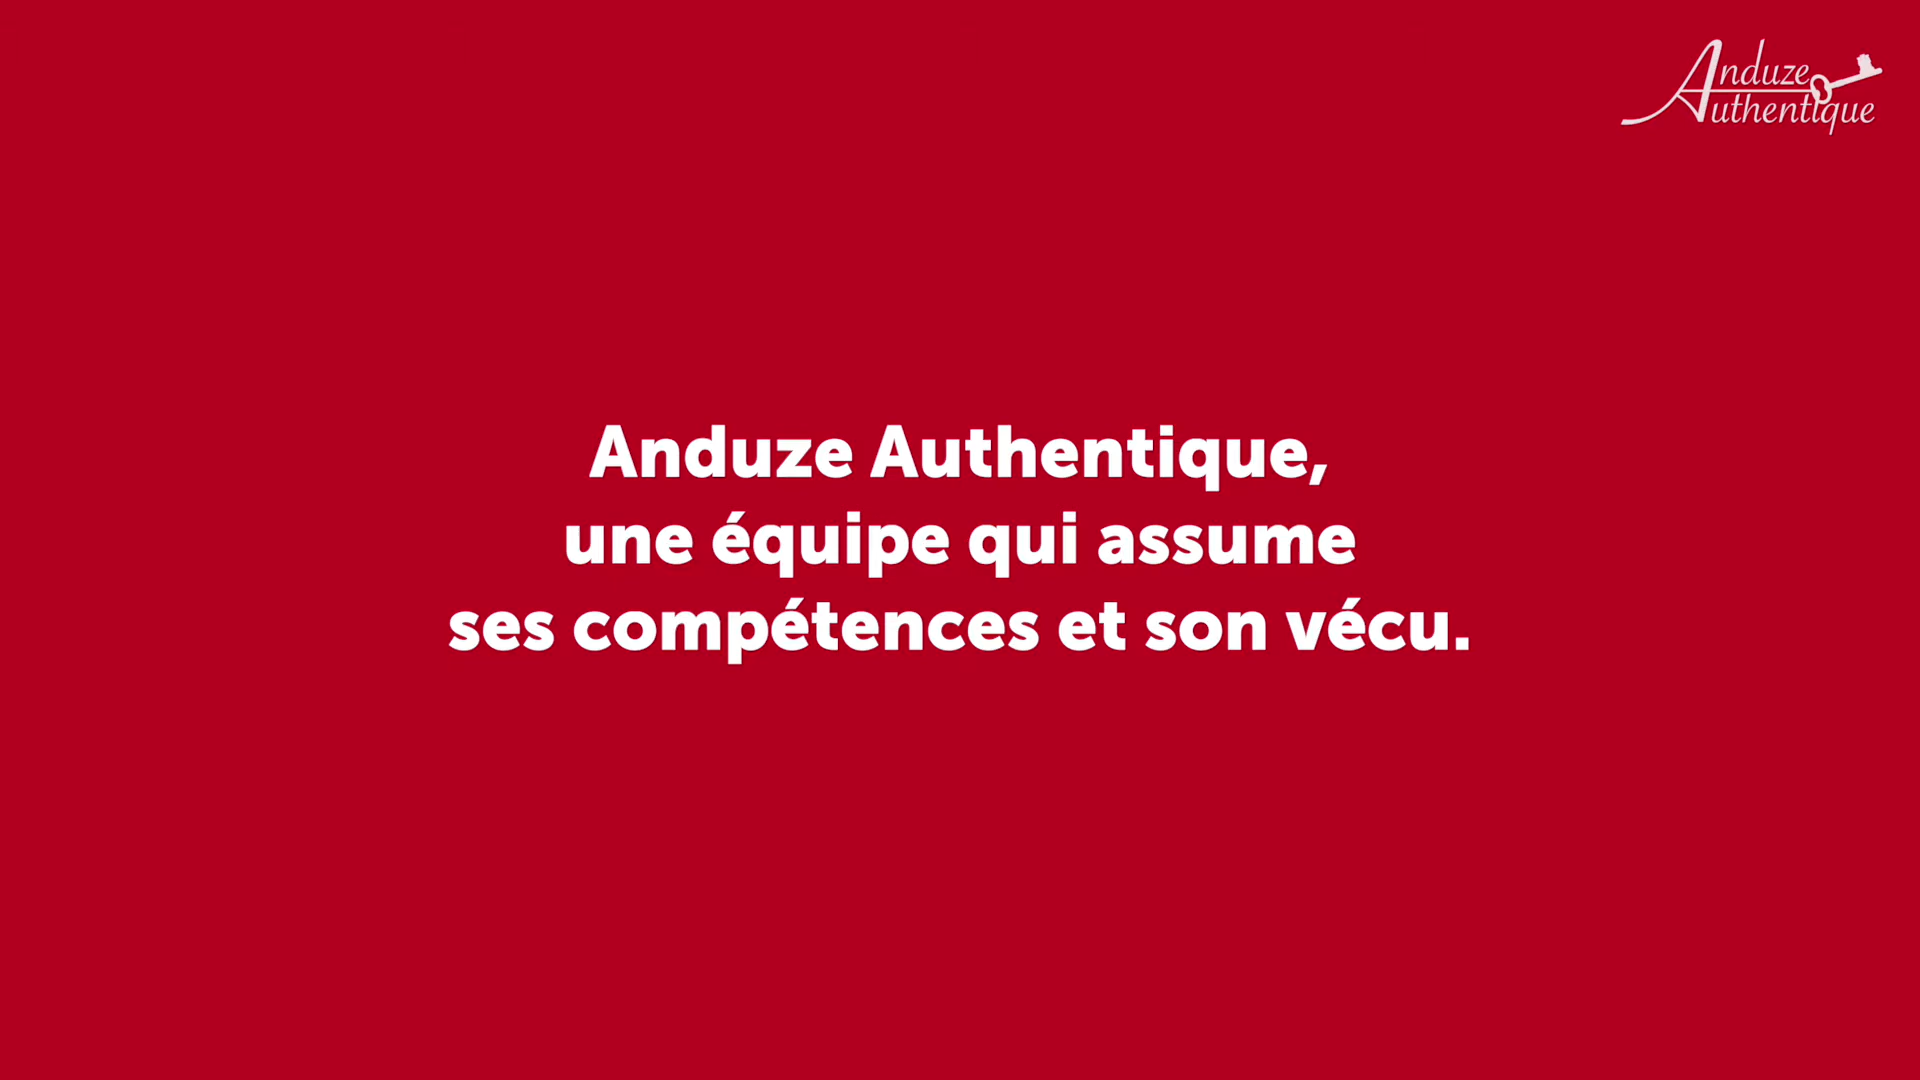 Anduze
Authentique
Anduze Authentique,
une équipe qui assume
ses compétences et son vécu.